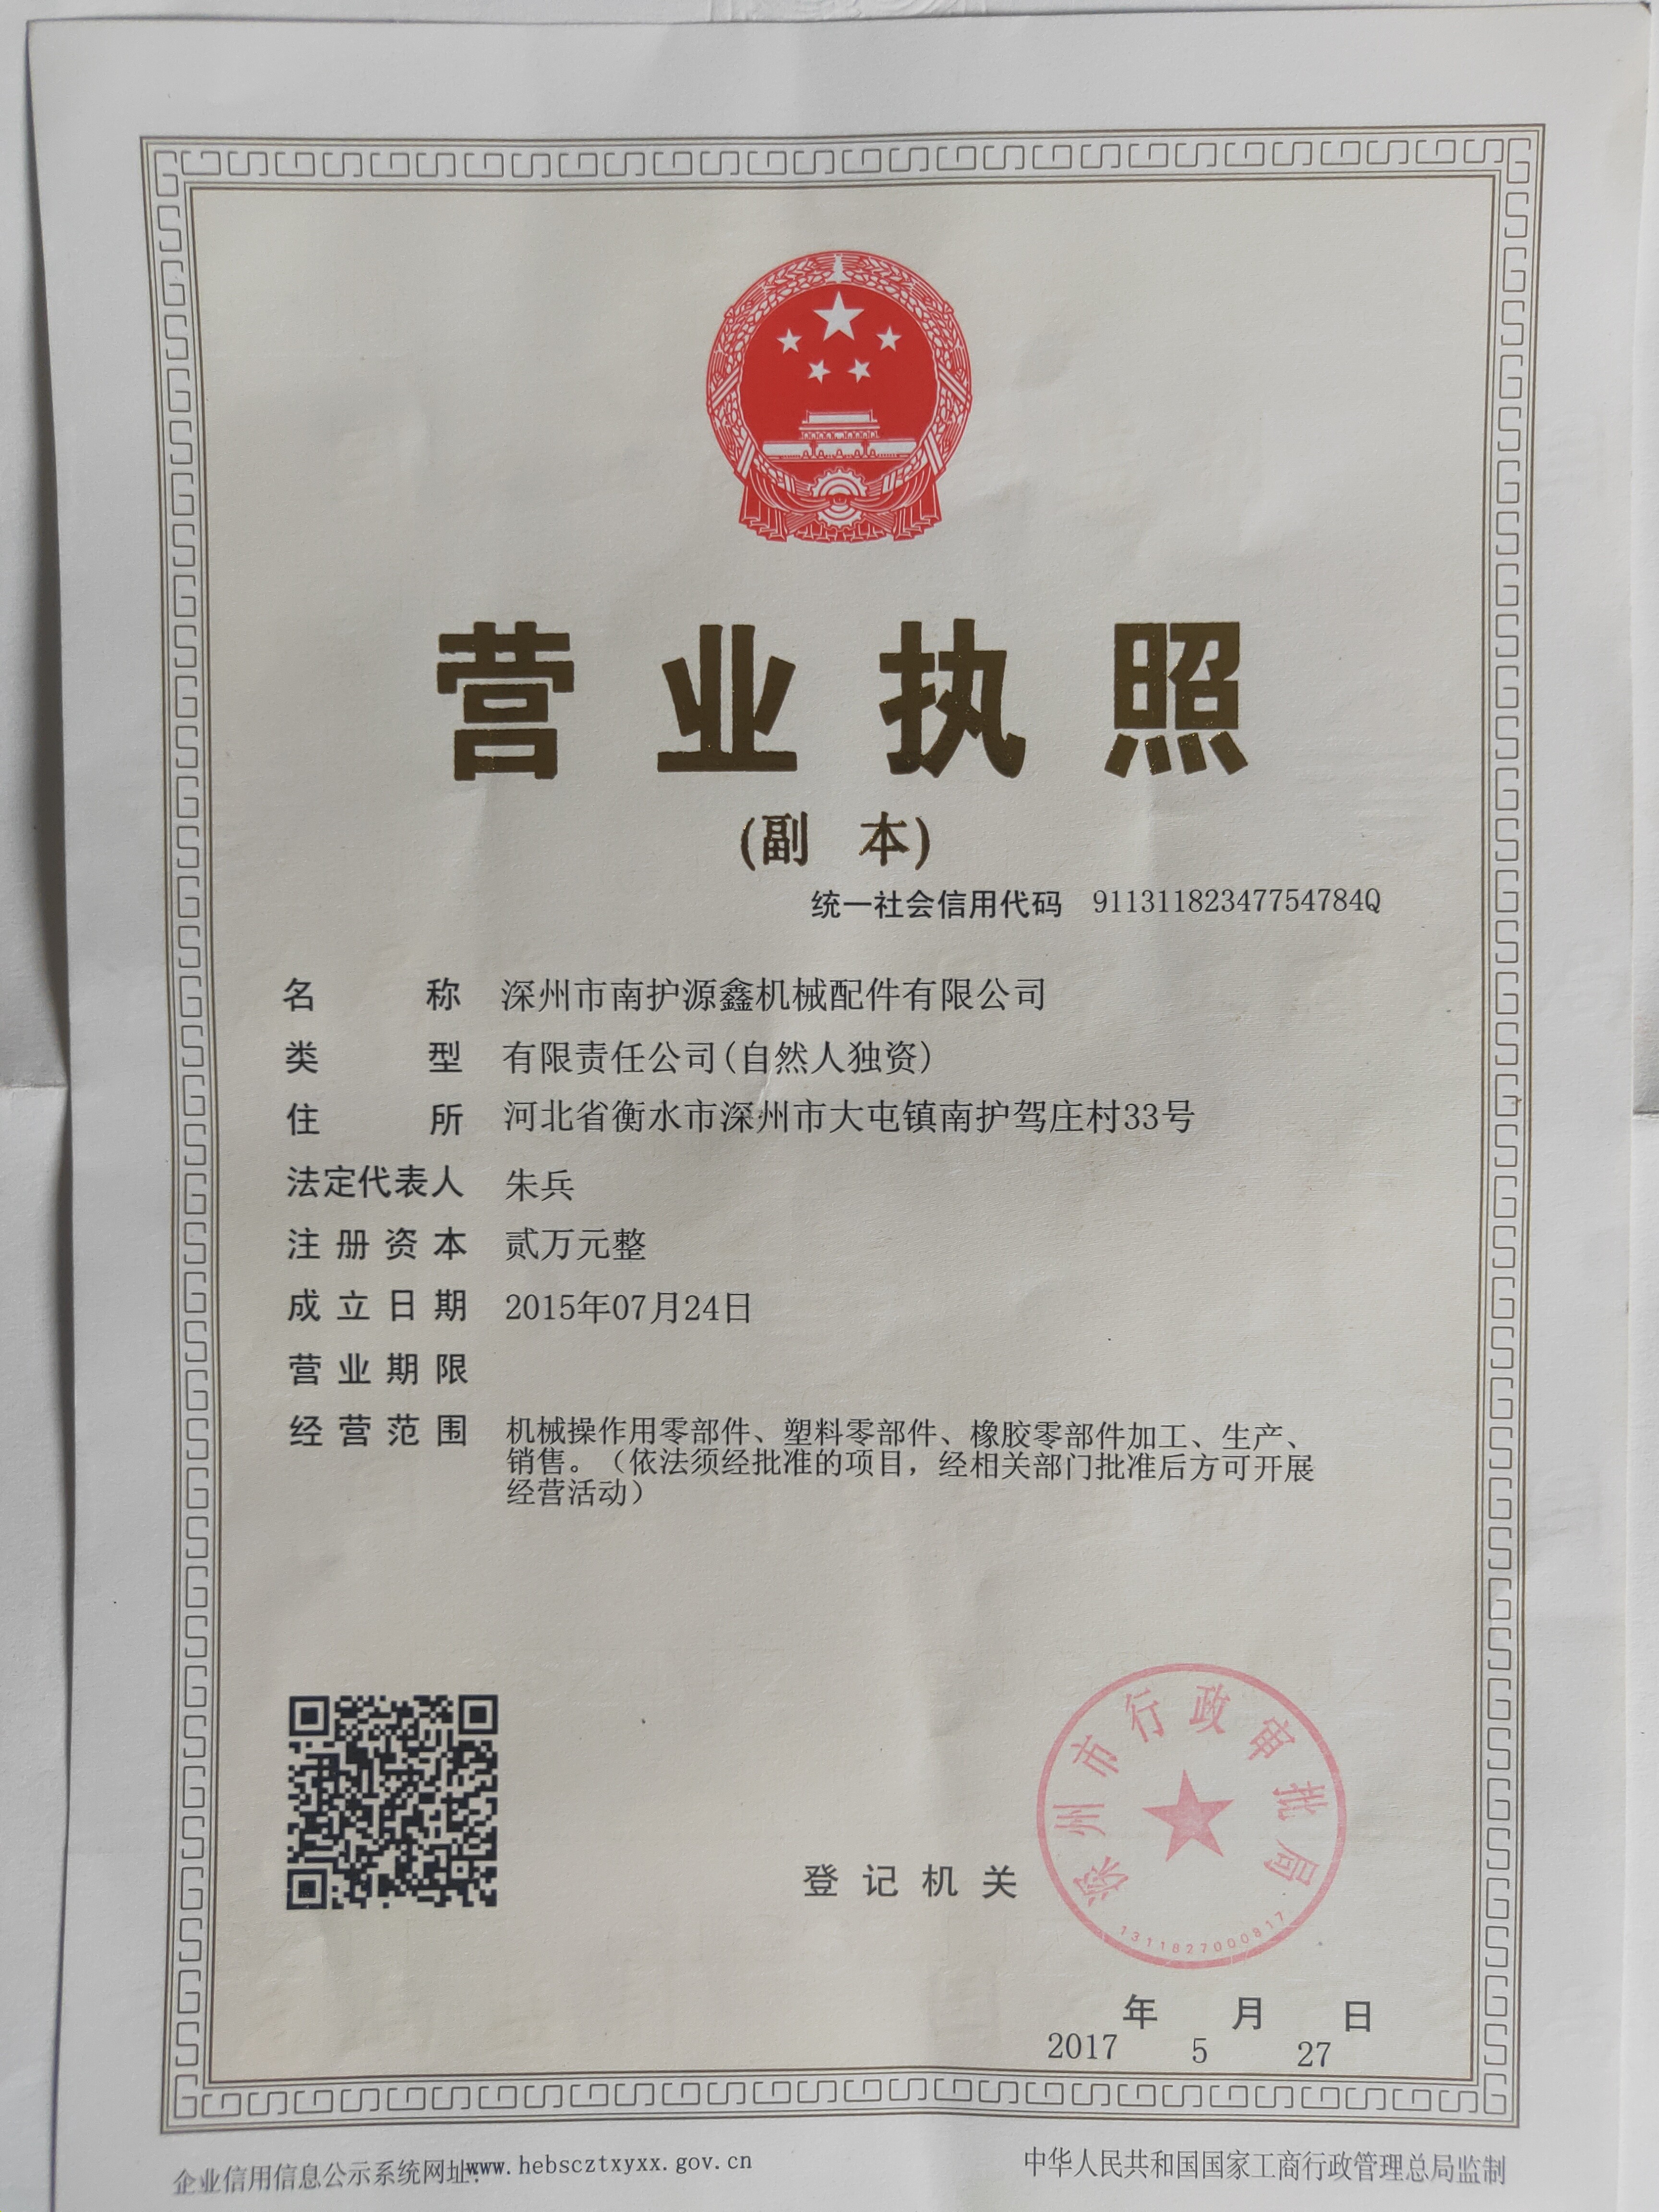 营业执照
(副 本)
统一社会信用代码 91131182347754784Q
名 称 深州市南护源鑫机械配件有限公司
类 型 有限责任公司(自然人独资)
住 所 河北省衡水市深州市大屯镇南护驾庄村33号
法定代表人 朱兵
注册资本 贰万元整
成立日期 2015年07月24日
营业期限
经营范围 机械操作用零部件、塑料零部件、橡胶零部件加工、生产、
销售。（依法须经批准的项目，经相关部门批准后方可开展
经营活动）
深州市行政审批局
登记机关
1311827000817
年 月 日
2017 5 27
企业信用信息公示系统网址：www.hebscztxyxx.gov.cn
中华人民共和国国家工商行政管理总局监制